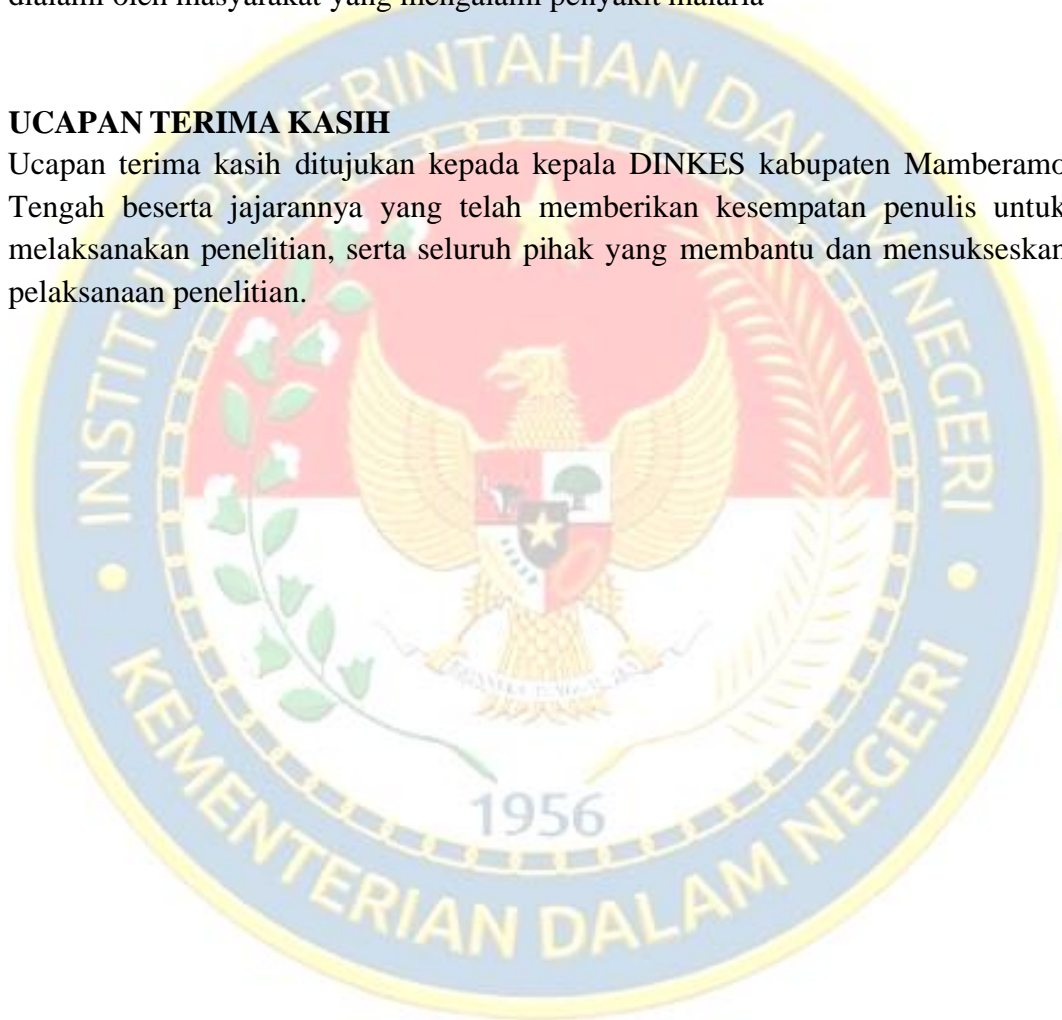 dialami oleh masyarakat yang mengalami penyakit malaria
UCAPAN TERIMA KASIH
Ucapan terima kasih ditujukan kepada kepala DINKES kabupaten Mamberamo
Tengah beserta jajarannya yang telah memberikan kesempatan penulis untuk
melaksanakan penelitian, serta seluruh pihak yang membantu dan mensukseskan
pelaksanaan penelitian.
INSTITUT PEMERINTAHAN DALAM NEGERI
1956
KEMENTERIAN DALAM NEGERI